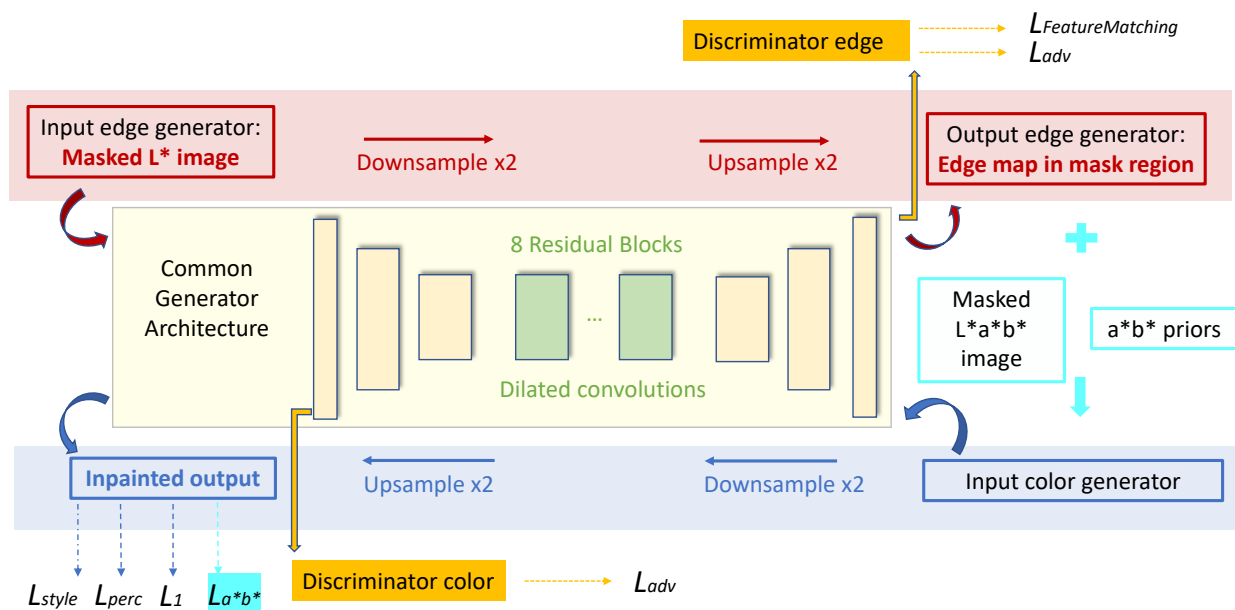 Discriminator edge
LFeatureMatching
Ladv
Input edge generator:
Masked L* image
Downsample x2
Upsample x2
Output edge generator:
Edge map in mask region
Common
Generator
Architecture
8 Residual Blocks
...
Dilated convolutions
Masked
L*a*b*
image
a*b* priors
Inpainted output
Upsample x2
Downsample x2
Input color generator
Lstyle
Lperc
L1
La*b*
Discriminator color
Ladv